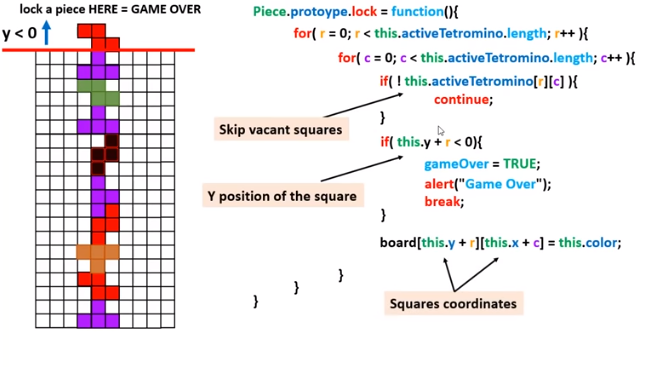 lock a piece HERE = GAME OVER
y < 0
Piece.protoype.lock = function(){
for( r = 0; r < this.activeTetromino.length; r++ ){
for( c = 0; c < this.activeTetromino.length; c++ ){
if( ! this.activeTetromino[r][c] ){
continue;
}
Skip vacant squares
if( this.y + r < 0){
gameOver = TRUE;
alert("Game Over");
break;
}
Y position of the square
board[this.y + r][this.x + c] = this.color;
}
}
}
Squares coordinates